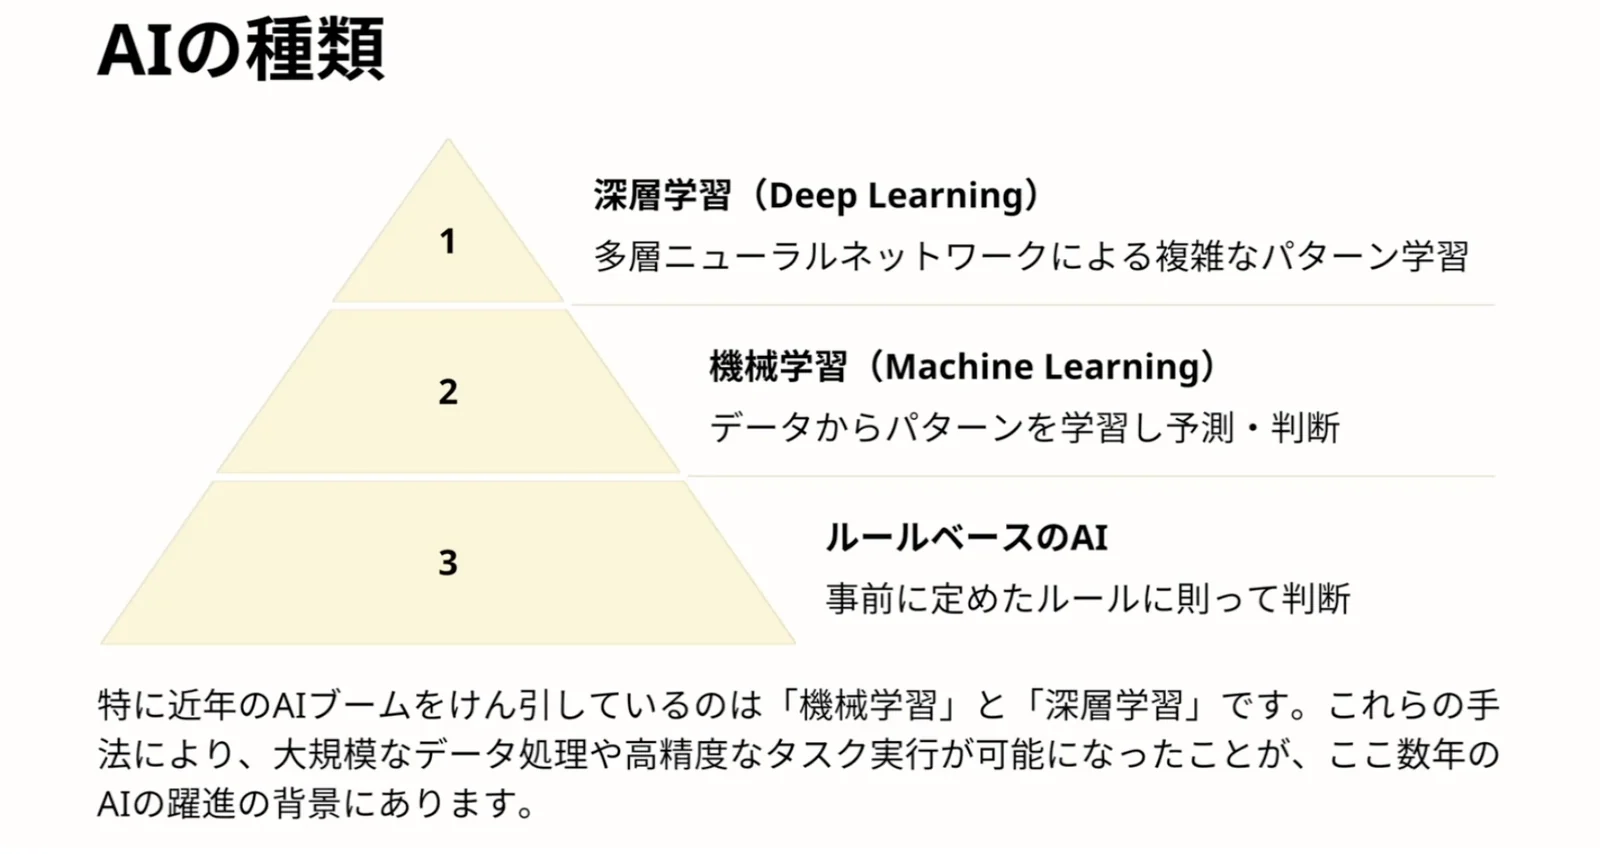 AIの種類
1
深層学習（Deep Learning）
多層ニューラルネットワークによる複雑なパターン学習
2
機械学習（Machine Learning）
データからパターンを学習し予測・判断
3
ルールベースのAI
事前に定めたルールに則って判断
特に近年のAIブームをけん引しているのは「機械学習」と「深層学習」です。これらの手
法により、大規模なデータ処理や高精度なタスク実行が可能になったことが、ここ数年の
AIの躍進の背景にあります。